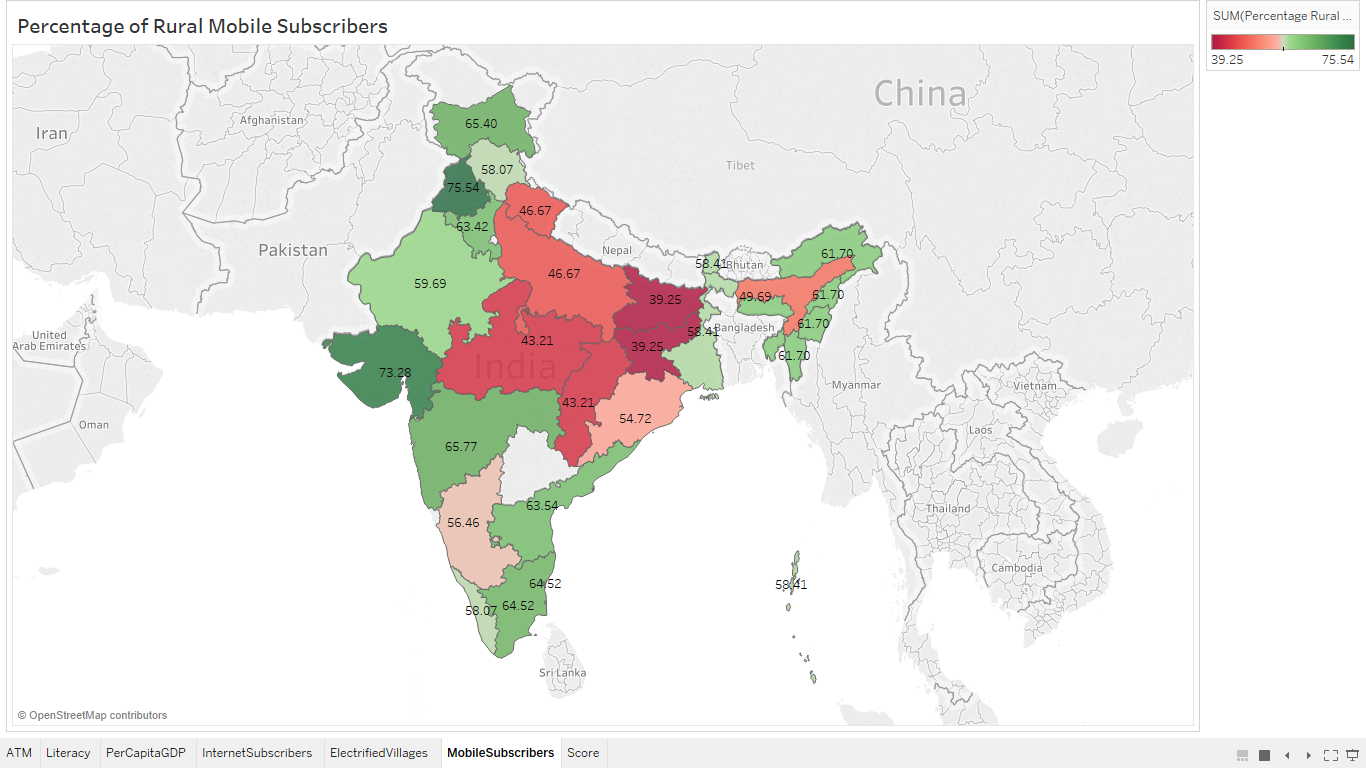 Percentage of Rural Mobile Subscribers
SUM(Percentage Rural ...
39.25 75.54
China
Iran
Afghanistan
65.40
Tibet
58.07
75.54
46.67
63.42
Pakistan
Nepal
61.70
58.41
Bhutan
46.67
59.69
39.25
49.69
61.70
United
Arab Emirates
61.70
58.41
Bangladesh
43.21
39.25
61.70
India
73.28
Myanmar
Vietnam
43.21
54.72
Oman
Laos
65.77
63.54
Thailand
56.46
Cambodia
64.52
58.41
64.52
58.07
Sri Lanka
© OpenStreetMap contributors
ATM Literacy PerCapitaGDP InternetSubscribers ElectrifiedVillages MobileSubscribers Score